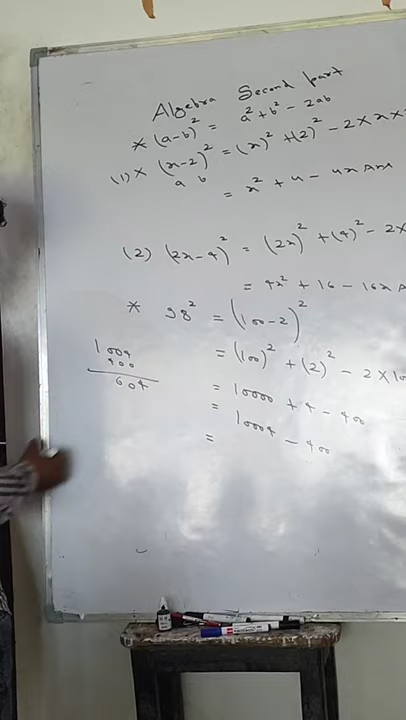 Algebra Second part
* (a-b)² = a² + b² - 2ab
(1) × (x-2)² = (x)² + (2)² - 2 × x ×
a b
= x² + 4 - 4x Ans
(2) (2x - 4)² = (2x)² + (4)² - 2×
= 4x² + 16 - 16x A
* 98² = (100-2)²
= (100)² + (2)² - 2 × 10
= 10000 + 4 - 400
= 10004 - 400
=
1004
400
604